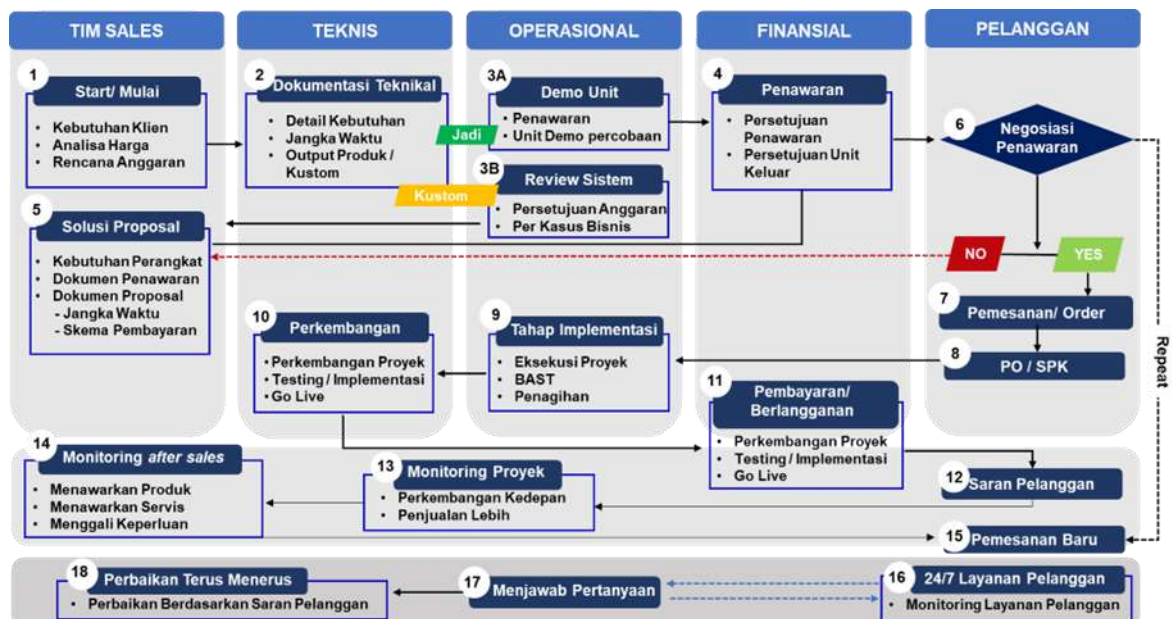 TIM SALES
TEKNIS
OPERASIONAL
FINANSIAL
PELANGGAN
1
Start/ Mulai
• Kebutuhan Klien
• Analisa Harga
• Rencana Anggaran
2
Dokumentasi Teknikal
• Detail Kebutuhan
• Jangka Waktu
• Output Produk /
Kustom
Jadi
Kustom
3A
Demo Unit
• Penawaran
• Unit Demo percobaan
3B
Review Sistem
• Persetujuan Anggaran
• Per Kasus Bisnis
4
Penawaran
• Persetujuan
Penawaran
• Persetujuan Unit
Keluar
5
Solusi Proposal
• Kebutuhan Perangkat
• Dokumen Penawaran
• Dokumen Proposal
- Jangka Waktu
- Skema Pembayaran
6
Negosiasi
Penawaran
NO
YES
7
Pemesanan/ Order
8
PO / SPK
Repeat
9
Tahap Implementasi
• Eksekusi Proyek
• BAST
• Penagihan
10
Perkembangan
• Perkembangan Proyek
• Testing / Implementasi
• Go Live
11
Pembayaran/
Berlangganan
• Perkembangan Proyek
• Testing / Implementasi
• Go Live
12
Saran Pelanggan
13
Monitoring Proyek
• Perkembangan Kedepan
• Penjualan Lebih
14
Monitoring after sales
• Menawarkan Produk
• Menawarkan Servis
• Menggali Keperluan
15
Pemesanan Baru
16
24/7 Layanan Pelanggan
• Monitoring Layanan Pelanggan
17
Menjawab Pertanyaan
18
Perbaikan Terus Menerus
• Perbaikan Berdasarkan Saran Pelanggan